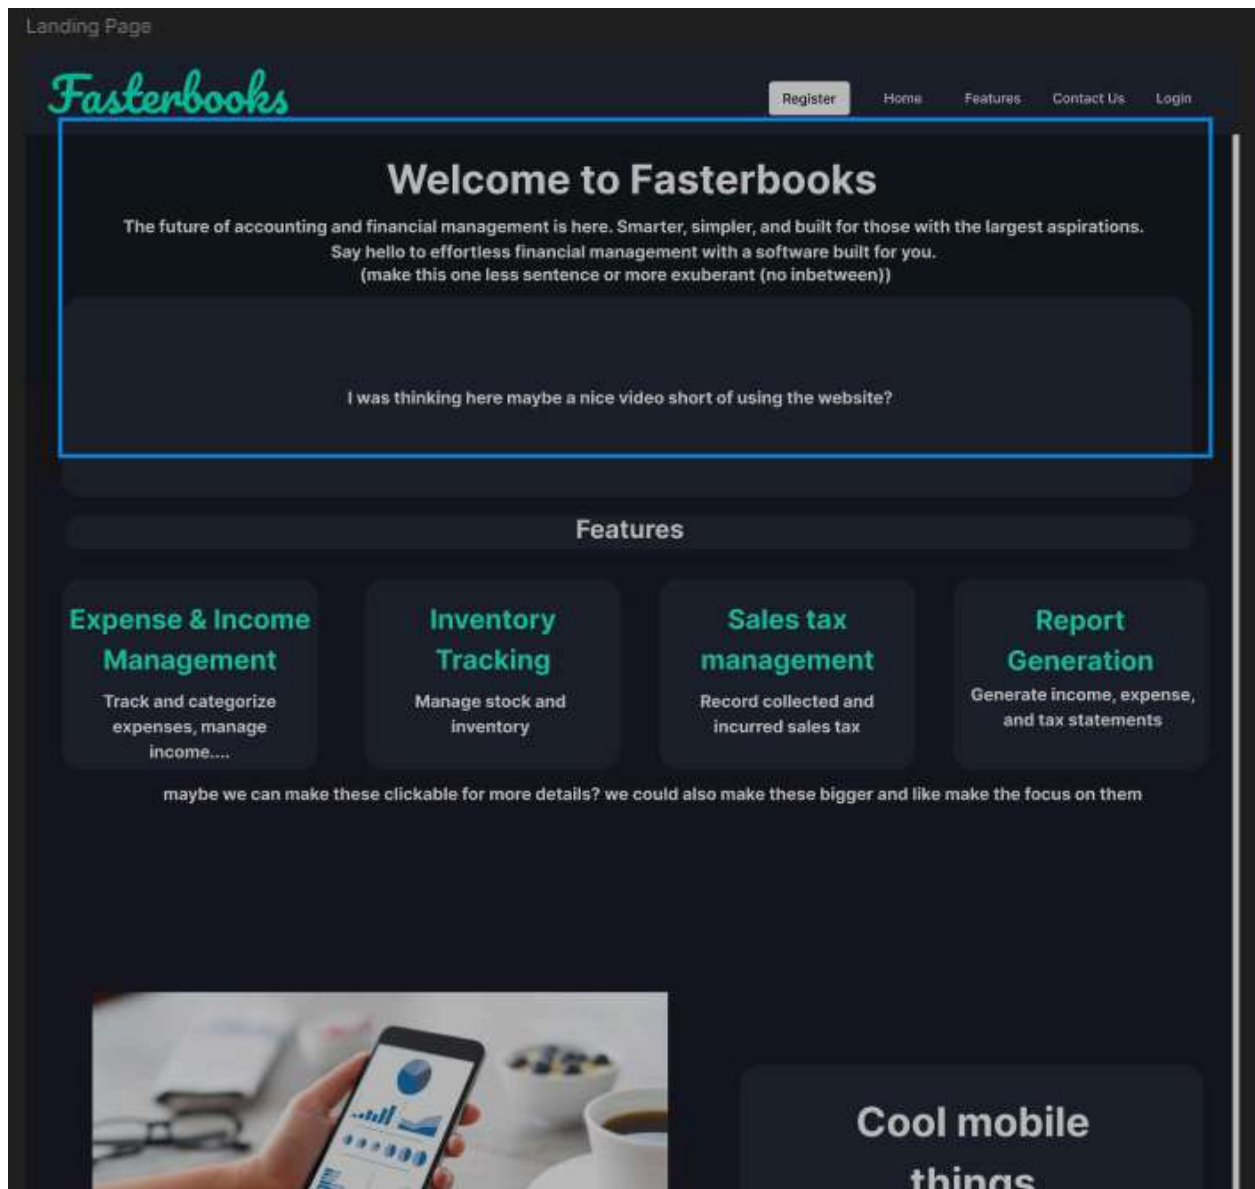 Landing Page
Fasterbooks
Register Home Features Contact Us Login
Welcome to Fasterbooks
The future of accounting and financial management is here. Smarter, simpler, and built for those with the largest aspirations.
Say hello to effortless financial management with a software built for you.
(make this one less sentence or more exuberant (no inbetween))
I was thinking here maybe a nice video short of using the website?
Features
Expense & Income
Management
Track and categorize
expenses, manage
income....
Inventory
Tracking
Manage stock and
inventory
Sales tax
management
Record collected and
incurred sales tax
Report
Generation
Generate income, expense,
and tax statements
maybe we can make these clickable for more details? we could also make these bigger and like make the focus on them
Cool mobile
things